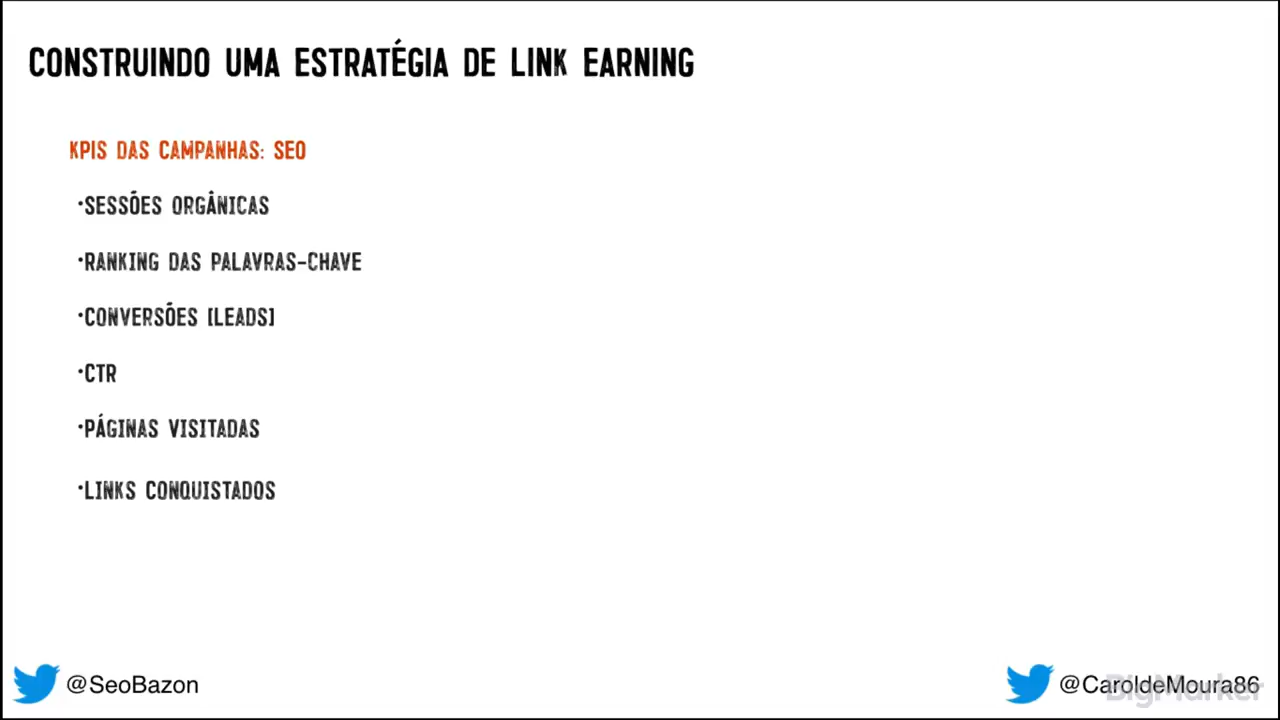 CONSTRUINDO UMA ESTRATÉGIA DE LINK EARNING
KPIS DAS CAMPANHAS: SEO
•SESSÕES ORGÂNICAS
•RANKING DAS PALAVRAS-CHAVE
•CONVERSÕES [LEADS]
•CTR
•PÁGINAS VISITADAS
•LINKS CONQUISTADOS
@SeoBazon
@CaroldeMoura86
BigMarker